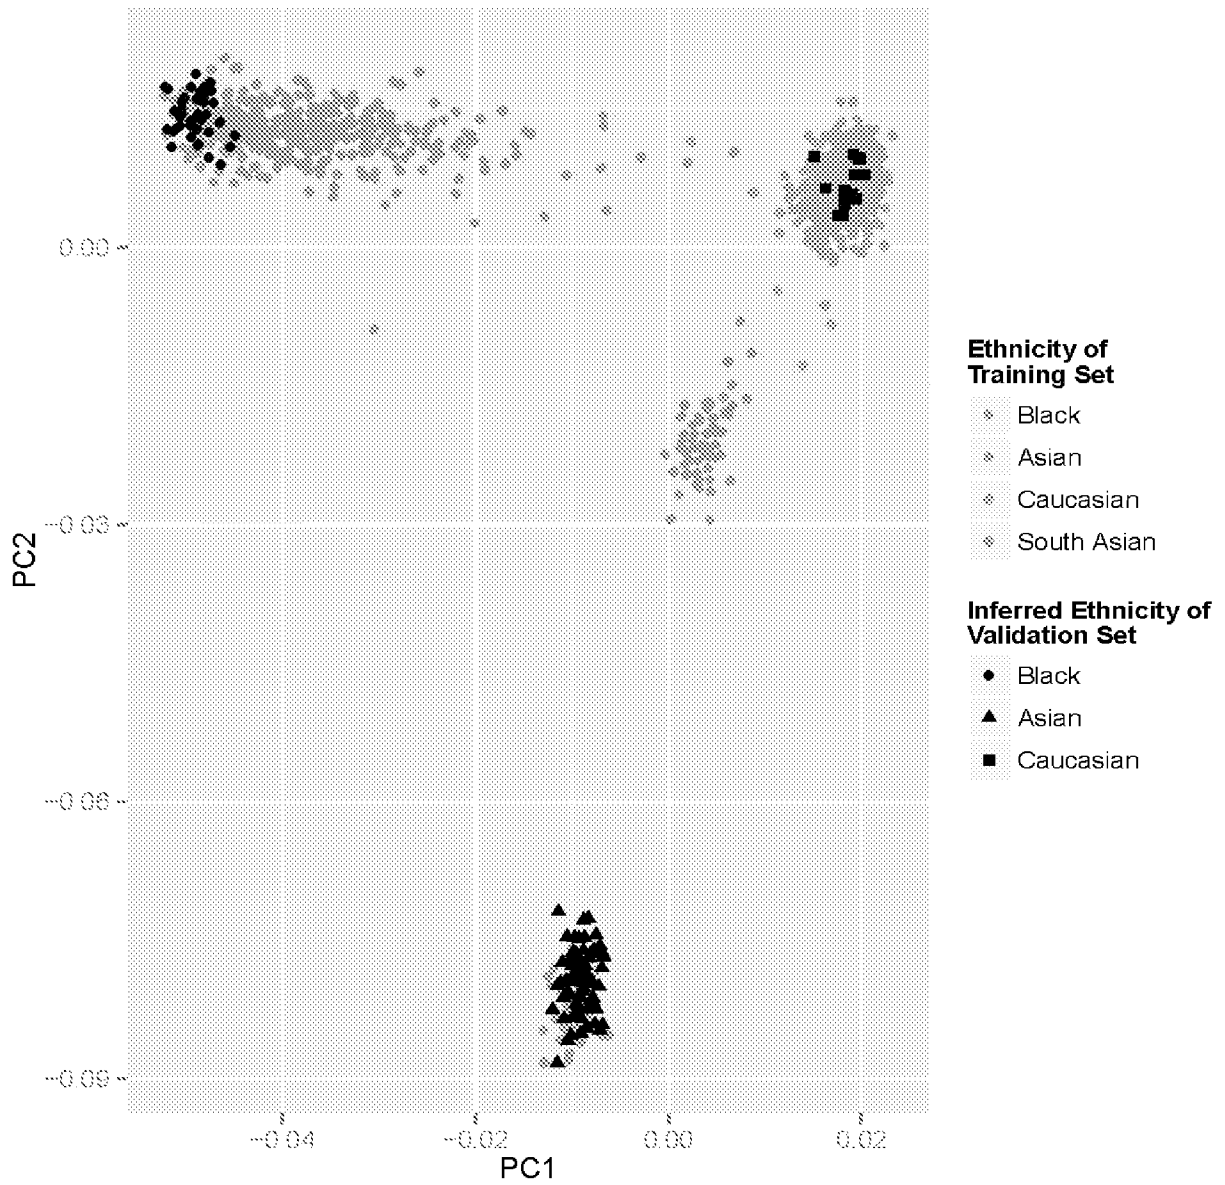 0.00
−0.03
−0.06
−0.09
PC2
−0.04
−0.02
0.00
0.02
PC1
Ethnicity of
Training Set
Black
Asian
Caucasian
South Asian
Inferred Ethnicity of
Validation Set
Black
Asian
Caucasian